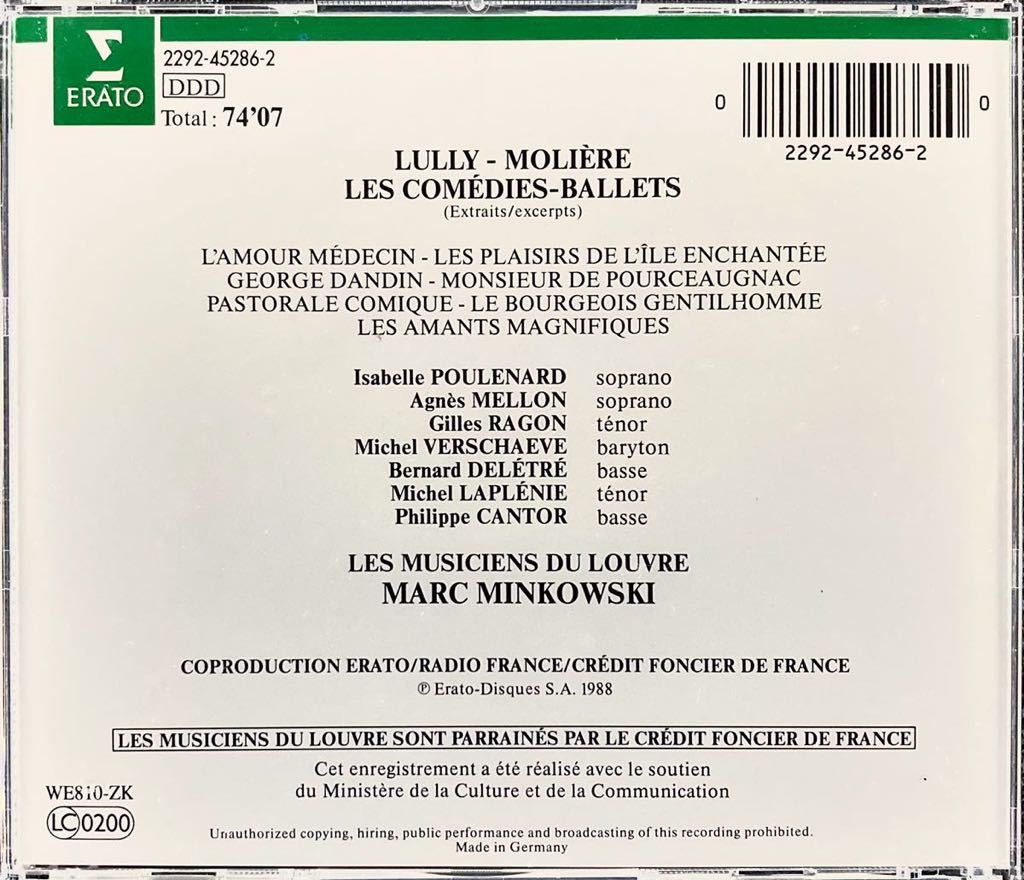 ERATO
2292-45286-2
DDD
Total : 74'07
0 0
2292-45286-2
LULLY - MOLIÈRE
LES COMÉDIES-BALLETS
(Extraits/excerpts)
L'AMOUR MÉDECIN - LES PLAISIRS DE L'ÎLE ENCHANTÉE
GEORGE DANDIN - MONSIEUR DE POURCEAUGNAC
PASTORALE COMIQUE - LE BOURGEOIS GENTILHOMME
LES AMANTS MAGNIFIQUES
Isabelle POULENARD soprano
Agnès MELLON soprano
Gilles RAGON ténor
Michel VERSCHAEVE baryton
Bernard DELÉTRÉ basse
Michel LAPLÉNIE ténor
Philippe CANTOR basse
LES MUSICIENS DU LOUVRE
MARC MINKOWSKI
COPRODUCTION ERATO/RADIO FRANCE/CRÉDIT FONCIER DE FRANCE
℗ Erato-Disques S.A. 1988
LES MUSICIENS DU LOUVRE SONT PARRAINÉS PAR LE CRÉDIT FONCIER DE FRANCE
Cet enregistrement a été réalisé avec le soutien
du Ministère de la Culture et de la Communication
WE810-ZK
LC 0200
Unauthorized copying, hiring, public performance and broadcasting of this recording prohibited.
Made in Germany